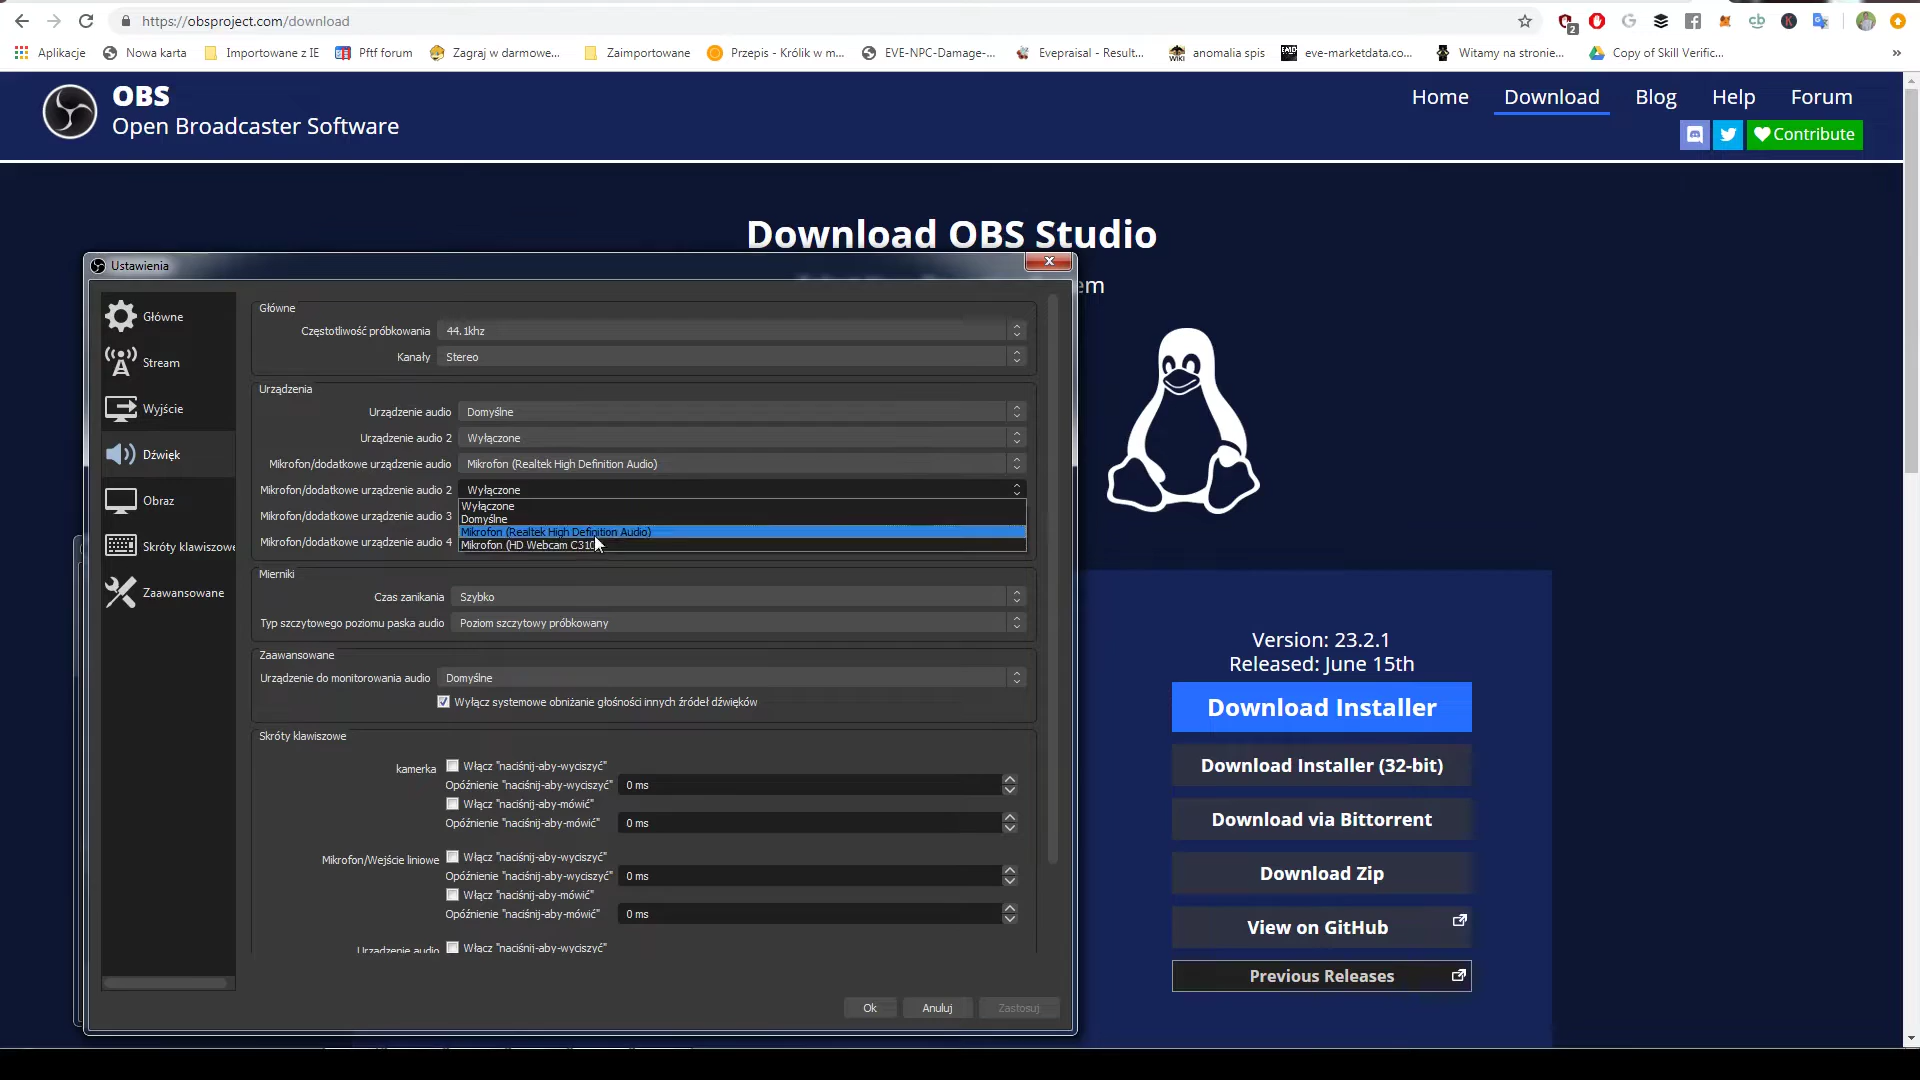 https://obsproject.com/download
2
Aplikacje
Nowa karta
Importowane z IE
Pftf forum
Zagraj w darmowe...
Zaimportowane
Przepis - Królik w m...
EVE-NPC-Damage-...
Evepraisal - Result...
WIKI
anomalia spis
EMD
eve-marketdata.co...
Witamy na stronie...
Copy of Skill Verific...
»
OBS
Open Broadcaster Software
Home
Download
Blog
Help
Forum
Contribute
Download OBS Studio
em
Ustawienia
Główne
Stream
Wyjście
Dźwięk
Obraz
Skróty klawiszowe
Zaawansowane
Główne
Częstotliwość próbkowania
44.1khz
Kanały
Stereo
Urządzenia
Urządzenie audio
Domyślne
Urządzenie audio 2
Wyłączone
Mikrofon/dodatkowe urządzenie audio
Mikrofon (Realtek High Definition Audio)
Mikrofon/dodatkowe urządzenie audio 2
Wyłączone
Wyłączone
Domyślne
Mikrofon (Realtek High Definition Audio)
Mikrofon (HD Webcam C310
Mikrofon/dodatkowe urządzenie audio 3
Mikrofon/dodatkowe urządzenie audio 4
Mierniki
Czas zanikania
Szybko
Typ szczytowego poziomu paska audio
Poziom szczytowy próbkowany
Zaawansowane
Urządzenie do monitorowania audio
Domyślne
Wyłącz systemowe obniżanie głośności innych źródeł dźwięków
Skróty klawiszowe
kamerka
Włącz "naciśnij-aby-wyciszyć"
Opóźnienie "naciśnij-aby-wyciszyć"
0 ms
Włącz "naciśnij-aby-mówić"
Opóźnienie "naciśnij-aby-mówić"
0 ms
Mikrofon/Wejście liniowe
Włącz "naciśnij-aby-wyciszyć"
Opóźnienie "naciśnij-aby-wyciszyć"
0 ms
Włącz "naciśnij-aby-mówić"
Opóźnienie "naciśnij-aby-mówić"
0 ms
Urządzenie audio
Włącz "naciśnij-aby-wyciszyć"
Ok
Anuluj
Zastosuj
Version: 23.2.1
Released: June 15th
Download Installer
Download Installer (32-bit)
Download via Bittorrent
Download Zip
View on GitHub
Previous Releases